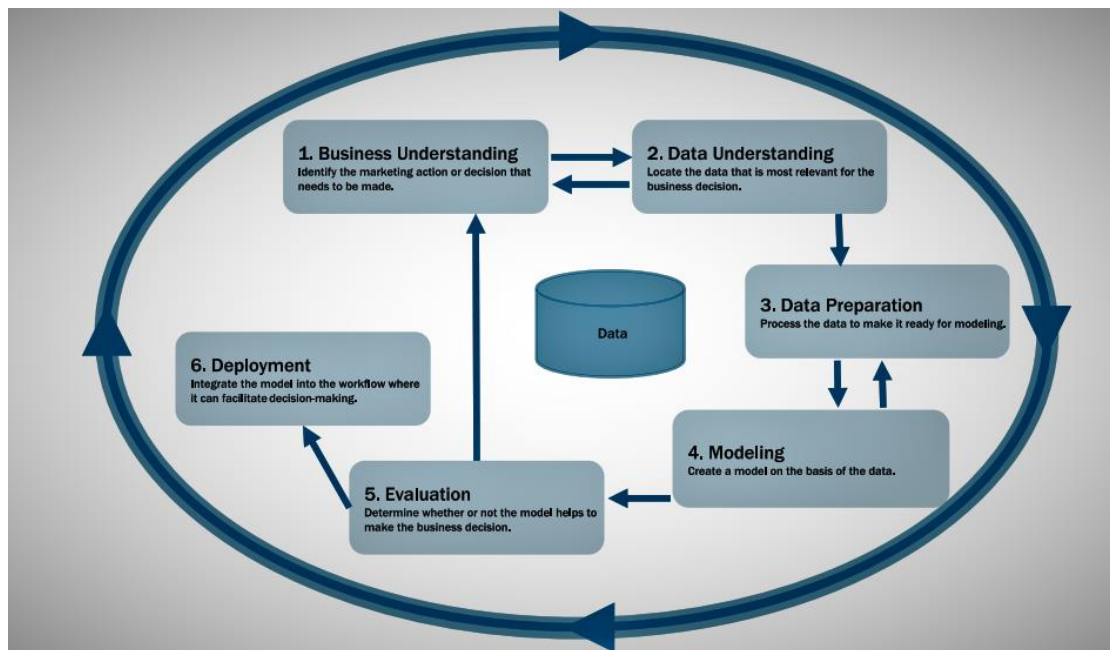 1. Business Understanding
Identify the marketing action or decision that
needs to be made.
2. Data Understanding
Locate the data that is most relevant for the
business decision.
3. Data Preparation
Process the data to make it ready for modeling.
Data
6. Deployment
Integrate the model into the workflow where
it can facilitate decision-making.
4. Modeling
Create a model on the basis of the data.
5. Evaluation
Determine whether or not the model helps to
make the business decision.